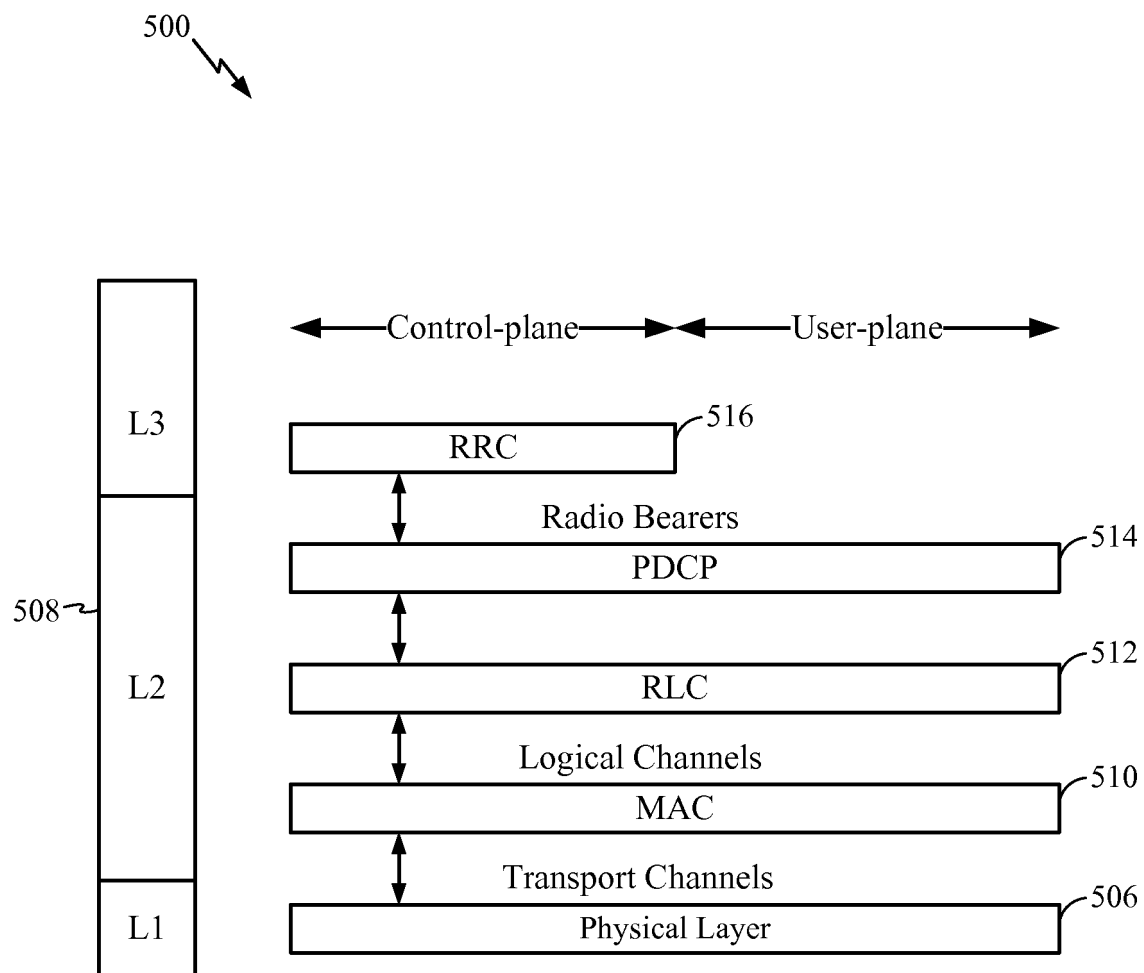 500
Control-plane User-plane
L3
RRC
516
Radio Bearers
PDCP
514
508
L2
RLC
512
Logical Channels
MAC
510
Transport Channels
L1
Physical Layer
506